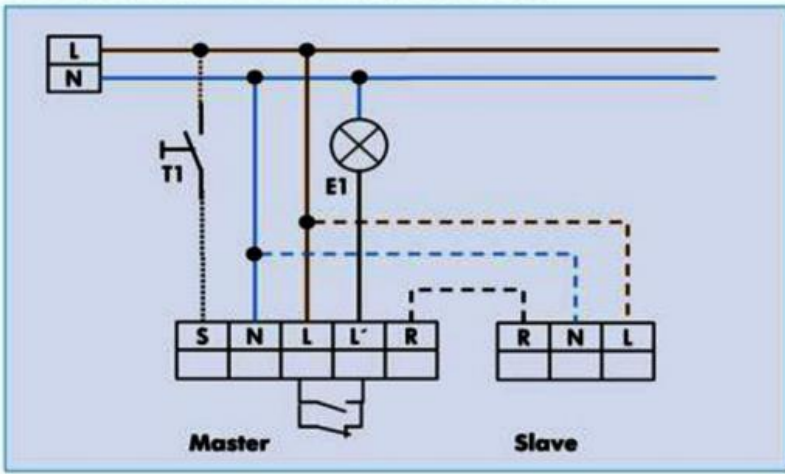 L
N
T1
E1
S N L L´ R
R N L
Master
Slave